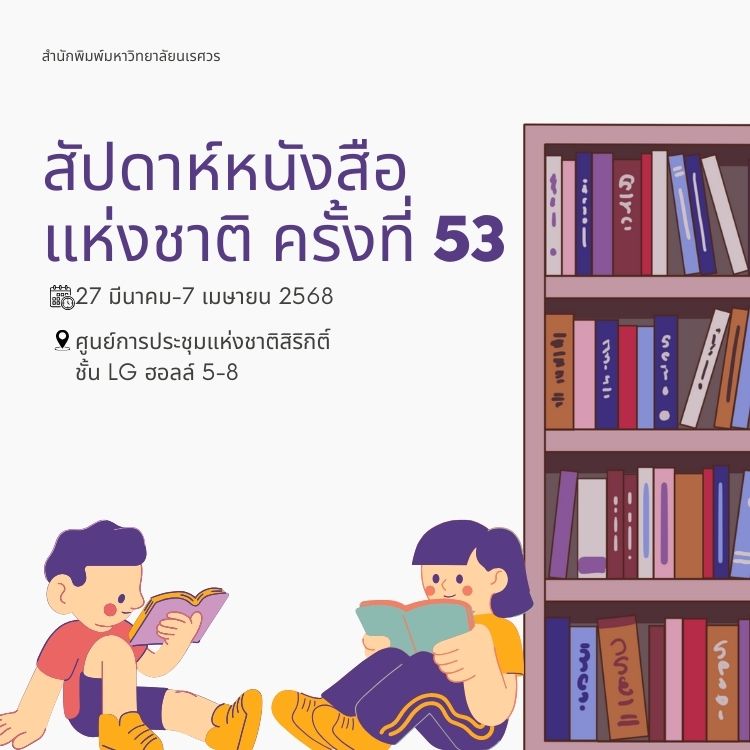 สำนักพิมพ์มหาวิทยาลัยนเรศวร
สัปดาห์หนังสือ
แห่งชาติ ครั้งที่ 53
27 มีนาคม-7 เมษายน 2568
ศูนย์การประชุมแห่งชาติสิริกิติ์
ชั้น LG ฮอลล์ 5-8